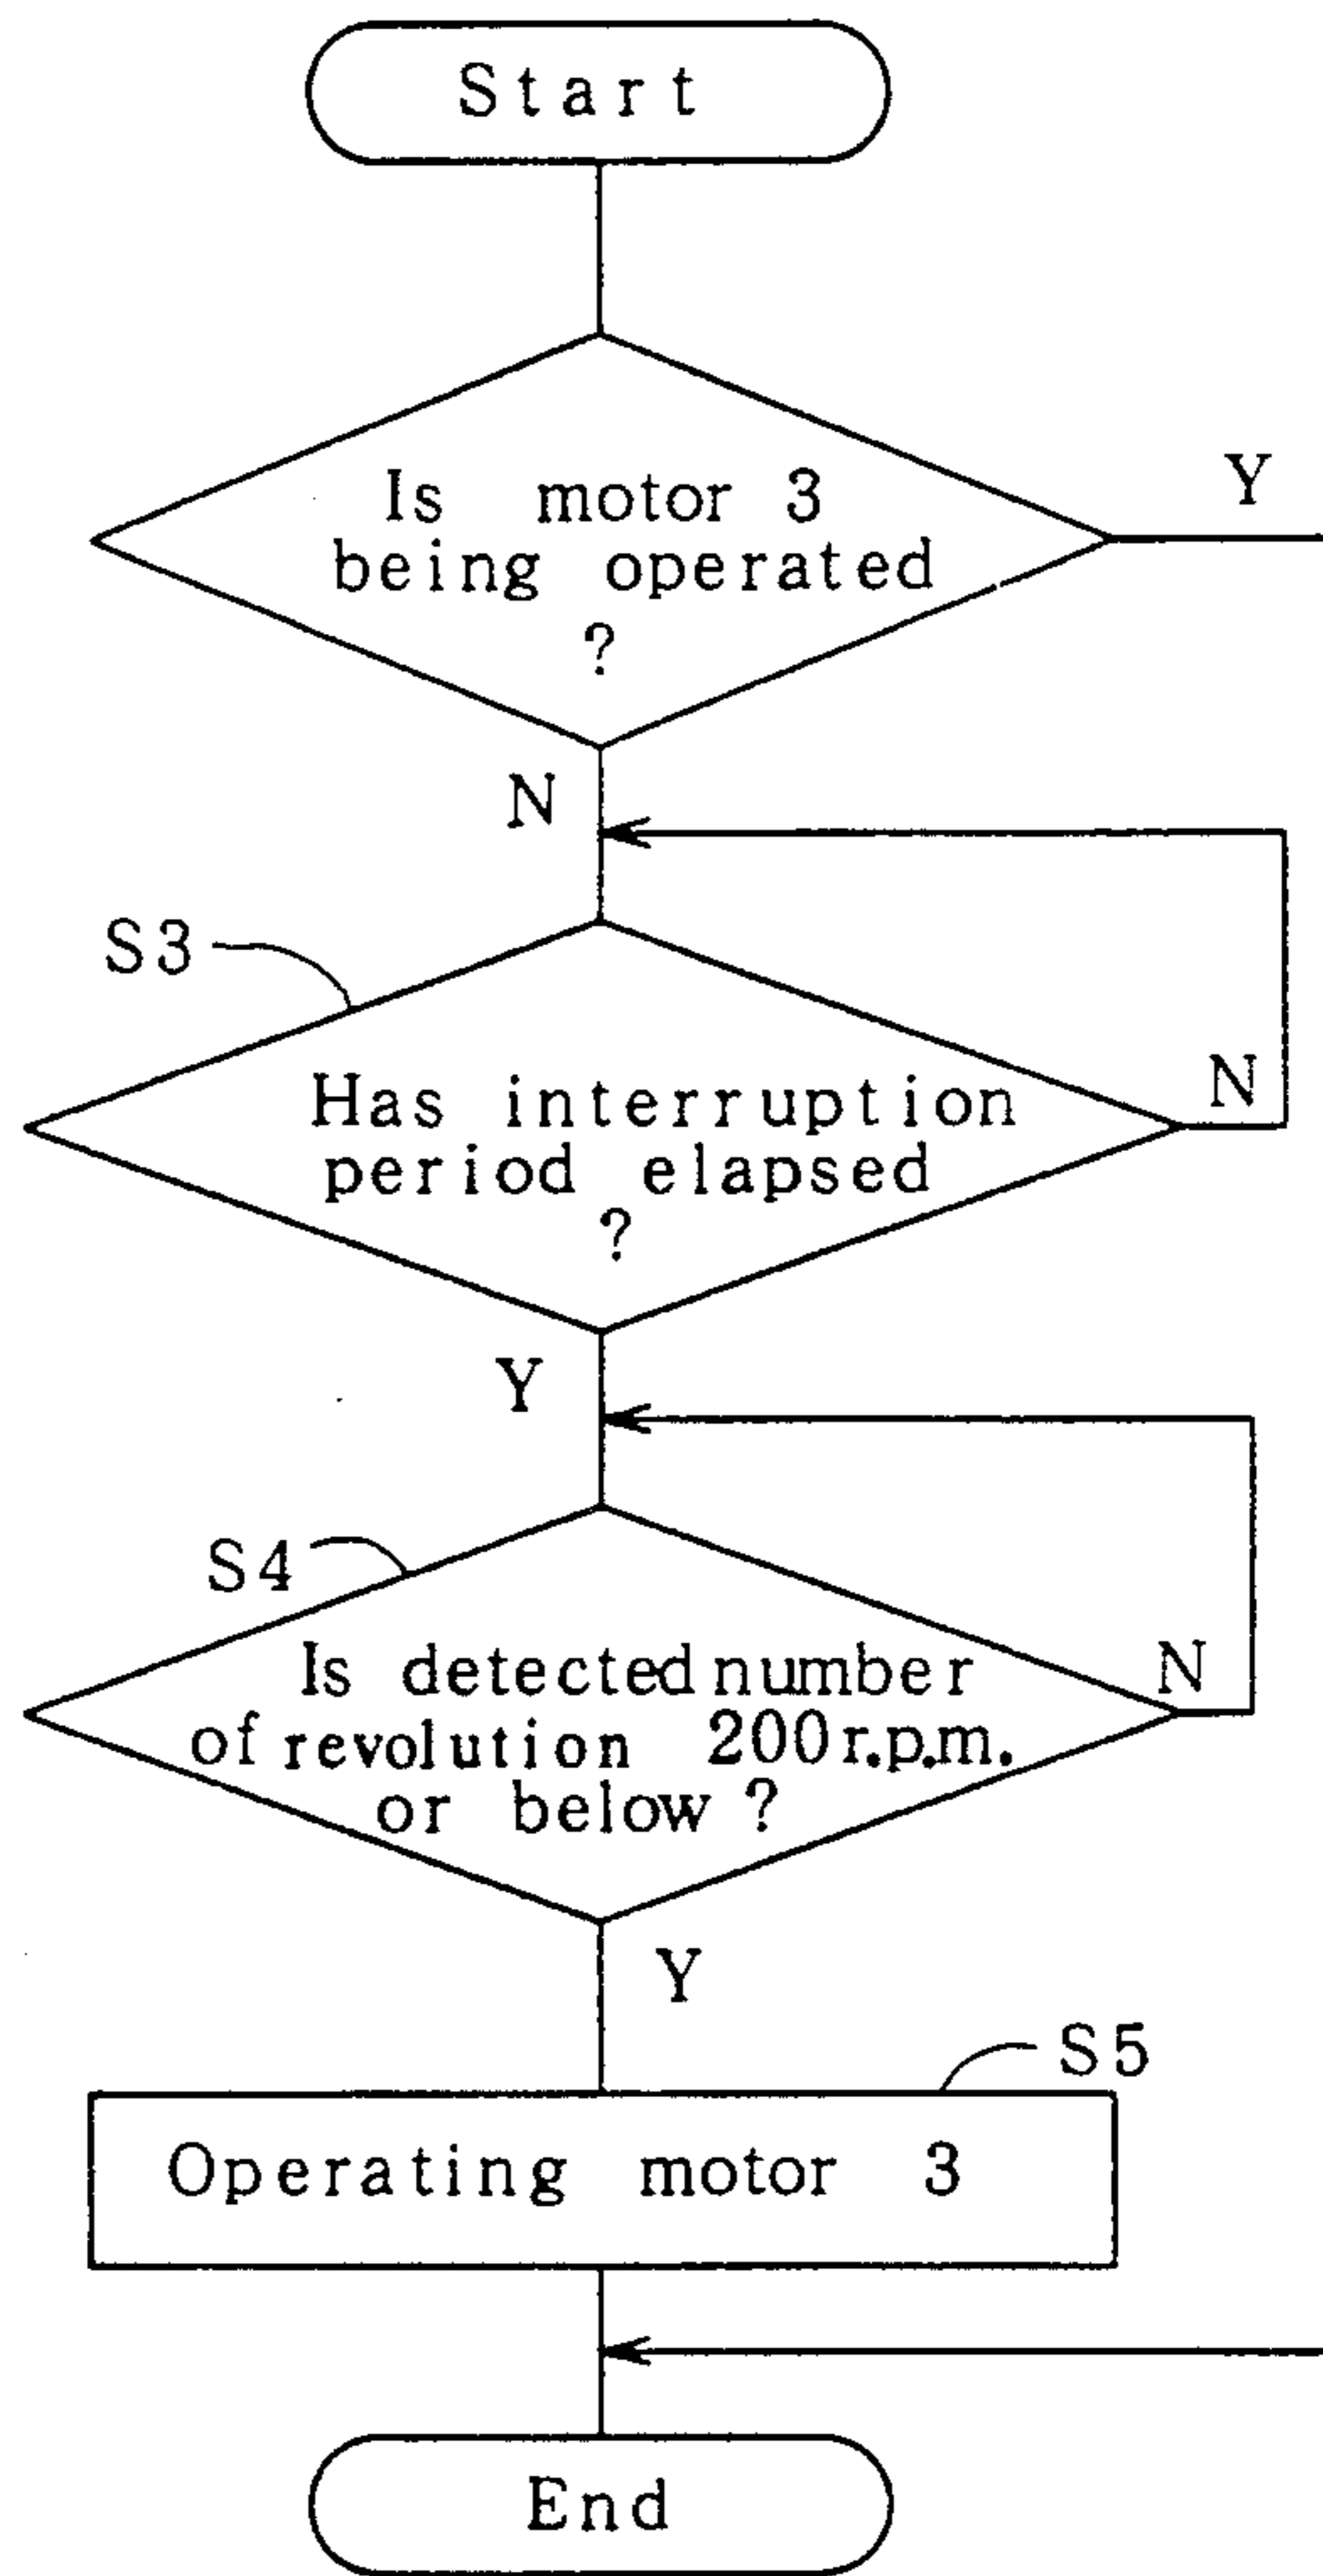 Start
Is motor 3
being operated
?
Y
N
S3
Has interruption
period elapsed
?
N
Y
S4
Is detected number
of revolution 200 r.p.m.
or below ?
N
Y
S5
Operating motor 3
End